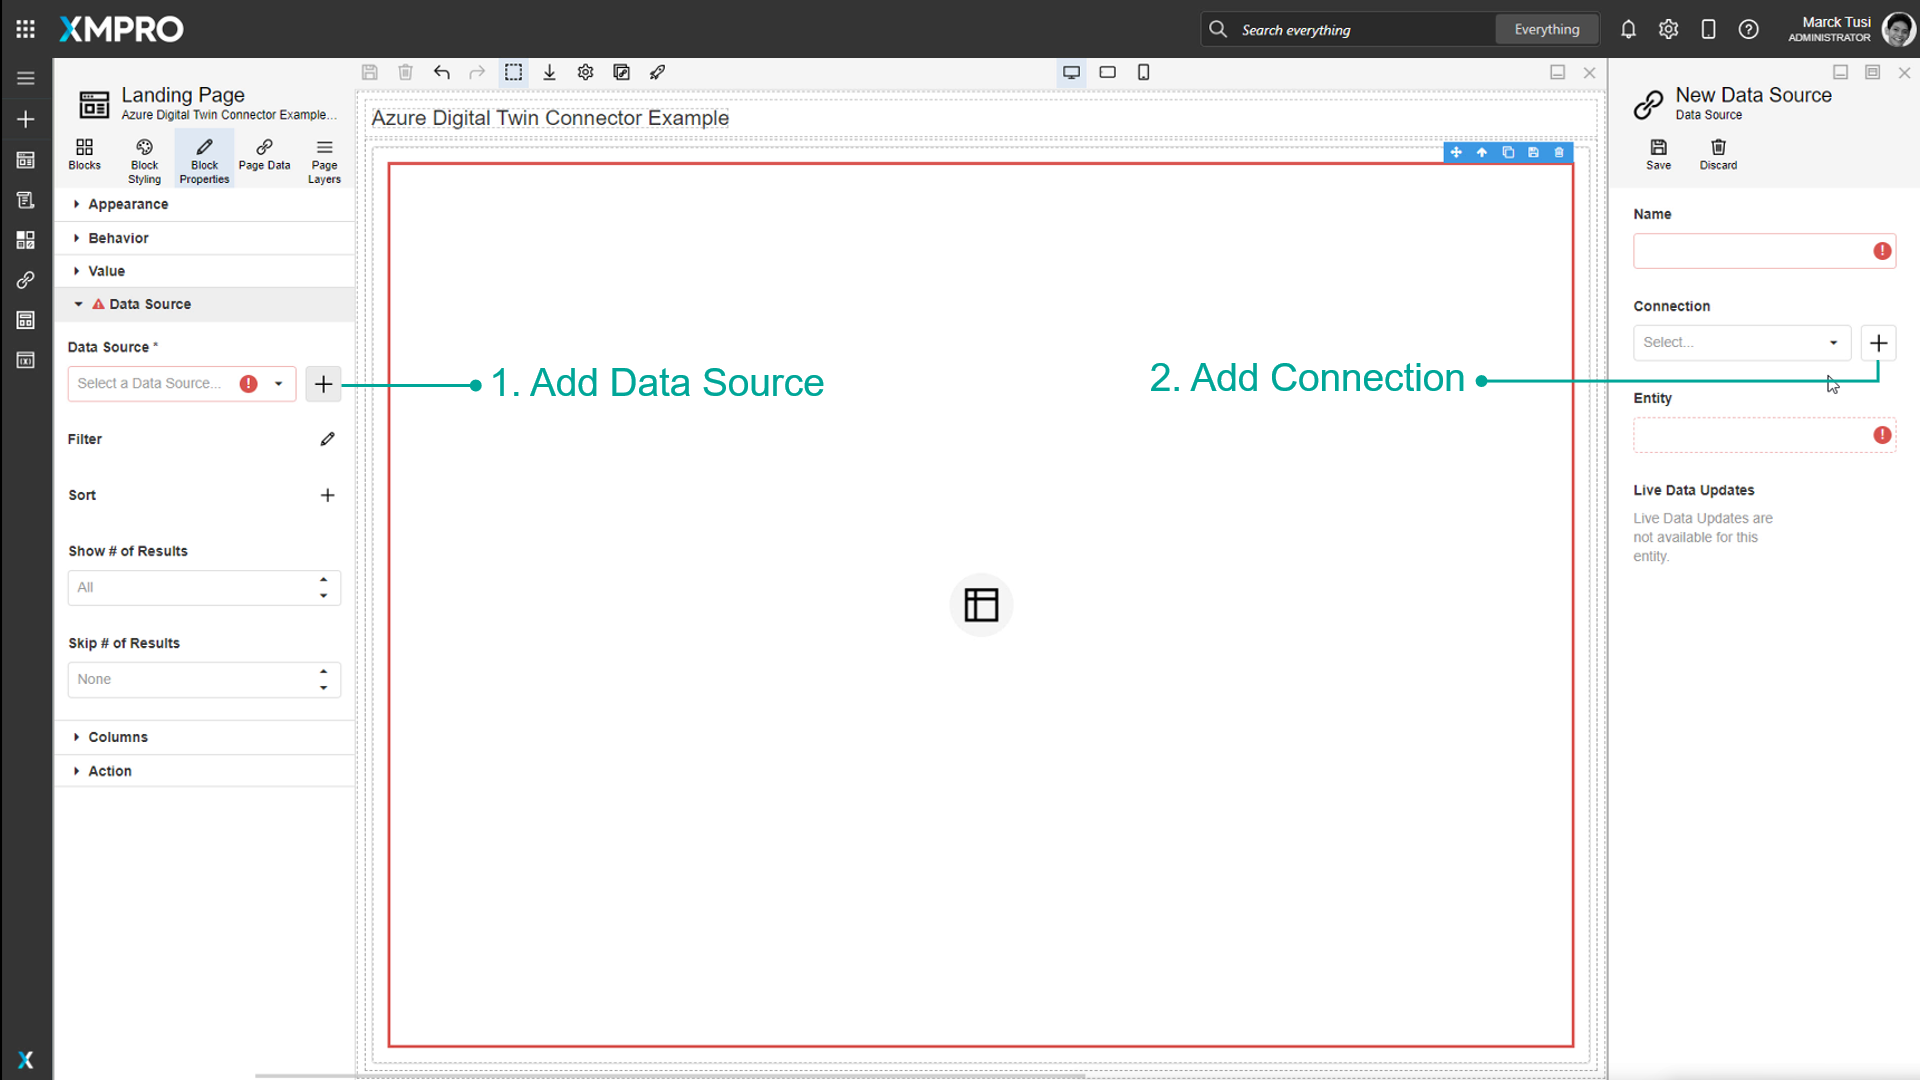 XMPRO
Search everything
Everything
Marck Tusi
ADMINISTRATOR
Landing Page
Azure Digital Twin Connector Example...
Blocks
Block
Styling
Block
Properties
Page Data
Page
Layers
Appearance
Behavior
Value
Data Source
Data Source *
Select a Data Source...
Filter
Sort
Show # of Results
All
Skip # of Results
None
Columns
Action
Azure Digital Twin Connector Example
1. Add Data Source
2. Add Connection
New Data Source
Data Source
Save
Discard
Name
Connection
Select...
Entity
Live Data Updates
Live Data Updates are
not available for this
entity.